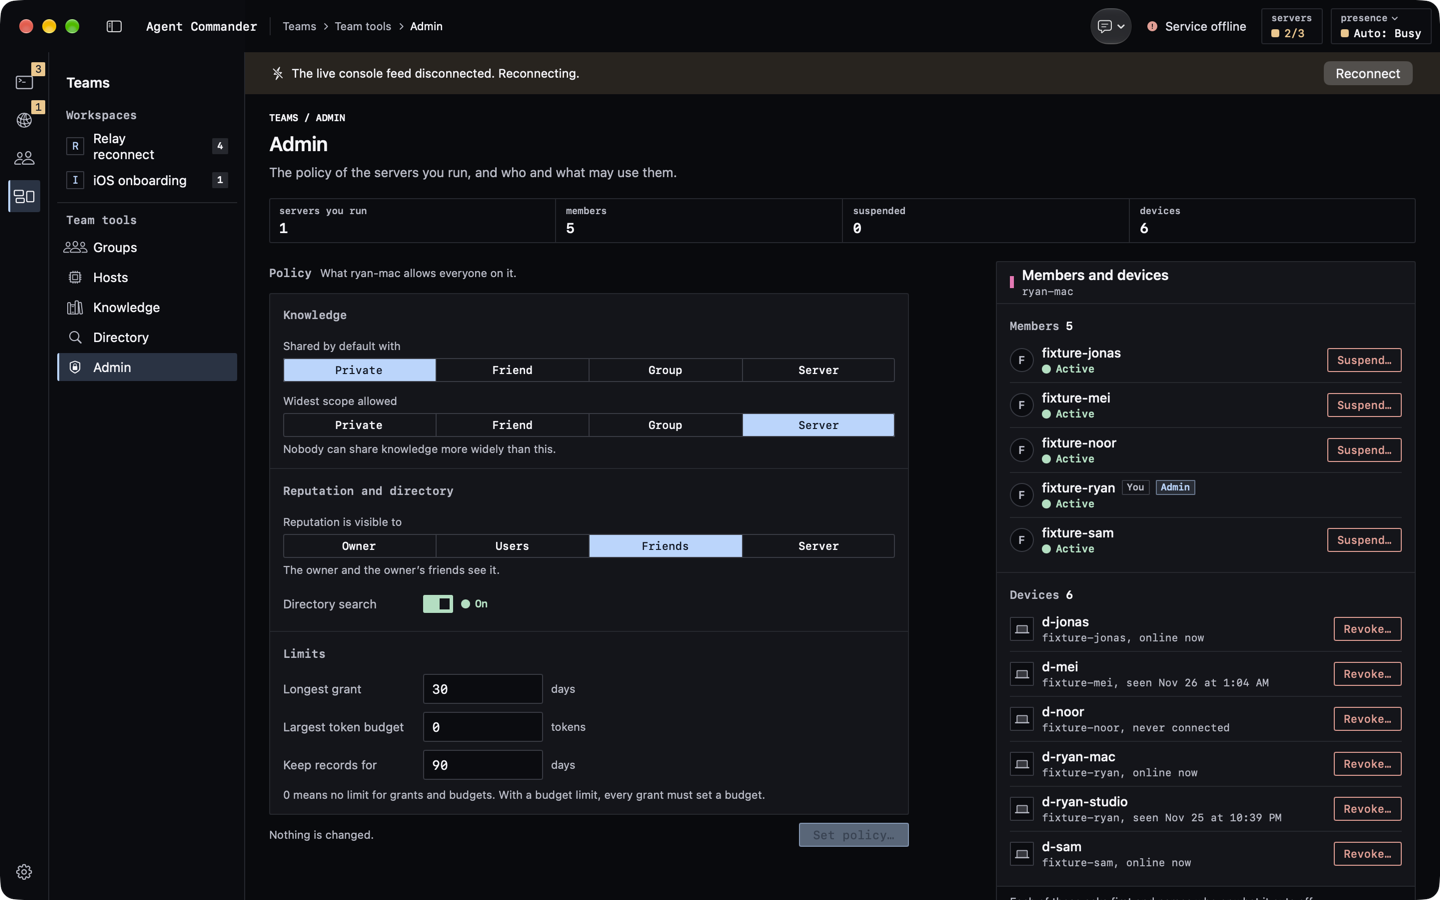 Agent Commander
Teams > Team tools > Admin
Service offline
servers
2/3
presence
Auto: Busy
3
1
Teams
Workspaces
R Relay reconnect 4
I iOS onboarding 1
Team tools
Groups
Hosts
Knowledge
Directory
Admin
The live console feed disconnected. Reconnecting.
Reconnect
TEAMS / ADMIN
Admin
The policy of the servers you run, and who and what may use them.
servers you run
1
members
5
suspended
0
devices
6
Policy What ryan-mac allows everyone on it.
Knowledge
Shared by default with
Private Friend Group Server
Widest scope allowed
Private Friend Group Server
Nobody can share knowledge more widely than this.
Reputation and directory
Reputation is visible to
Owner Users Friends Server
The owner and the owner's friends see it.
Directory search On
Limits
Longest grant 30 days
Largest token budget 0 tokens
Keep records for 90 days
0 means no limit for grants and budgets. With a budget limit, every grant must set a budget.
Nothing is changed.
Set policy…
Members and devices
ryan-mac
Members 5
F fixture-jonas
Active
Suspend…
F fixture-mei
Active
Suspend…
F fixture-noor
Active
Suspend…
F fixture-ryan You Admin
Active
F fixture-sam
Active
Suspend…
Devices 6
d-jonas
fixture-jonas, online now
Revoke…
d-mei
fixture-mei, seen Nov 26 at 1:04 AM
Revoke…
d-noor
fixture-noor, never connected
Revoke…
d-ryan-mac
fixture-ryan, online now
Revoke…
d-ryan-studio
fixture-ryan, seen Nov 25 at 10:39 PM
Revoke…
d-sam
fixture-sam, online now
Revoke…